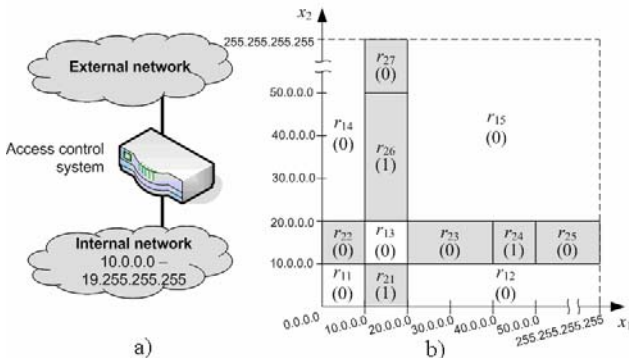 External network
Access control
system
Internal network
10.0.0.0 –
19.255.255.255
a)
x2
255.255.255.255
50.0.0.0
40.0.0.0
30.0.0.0
20.0.0.0
10.0.0.0
0.0.0.0
10.0.0.0
20.0.0.0
30.0.0.0
40.0.0.0
50.0.0.0
255.255.255.255
x1
r27
(0)
r14
(0)
r26
(1)
r15
(0)
r22
(0)
r13
(0)
r23
(0)
r24
(1)
r25
(0)
r11
(0)
r21
(1)
r12
(0)
b)